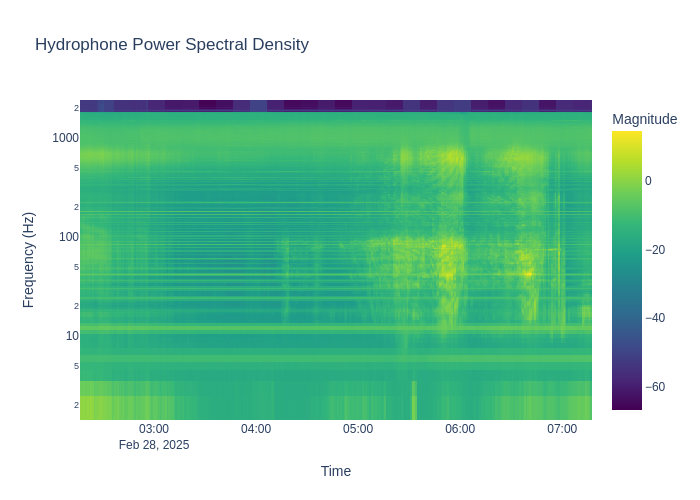 Hydrophone Power Spectral Density
Magnitude
2
1000
5
2
100
5
2
10
5
2
Frequency (Hz)
0
−20
−40
−60
03:00 04:00 05:00 06:00 07:00
Feb 28, 2025
Time